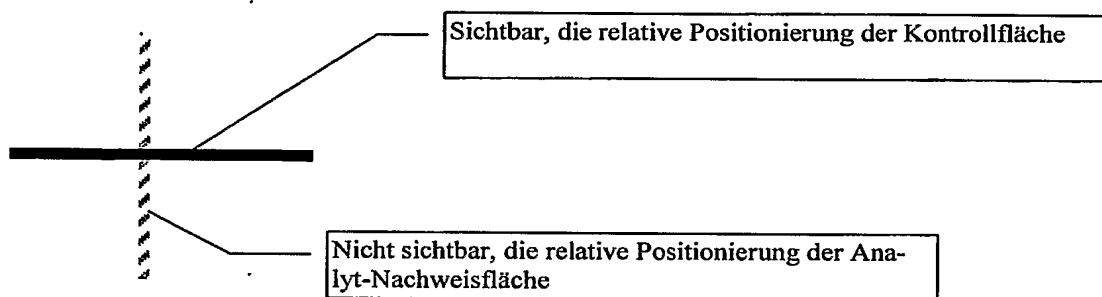 Sichtbar, die relative Positionierung der Kontrollfläche
Nicht sichtbar, die relative Positionierung der Ana-
lyt-Nachweisfläche